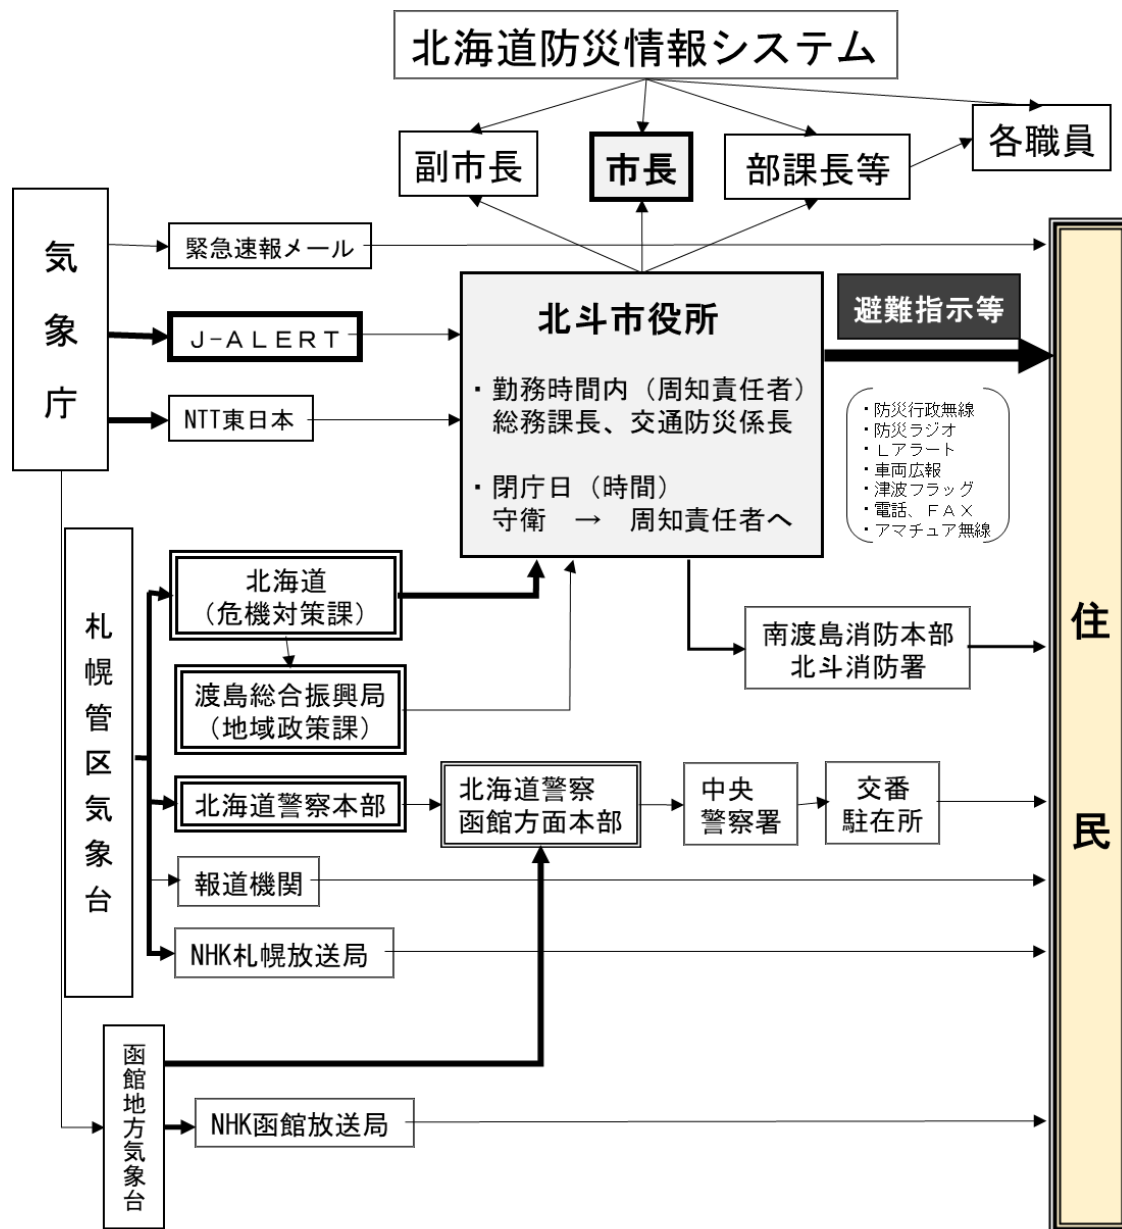 北海道防災情報システム
副市長
市長
部課長等
各職員
気象庁
緊急速報メール
J-ALERT
NTT東日本
北斗市役所
・勤務時間内（周知責任者）
総務課長、交通防災係長
・閉庁日（時間）
守衛　→　周知責任者へ
避難指示等
・防災行政無線
・防災ラジオ
・Ｌアラート
・車両広報
・津波フラッグ
・電話、ＦＡＸ
・アマチュア無線
住民
札幌管区気象台
北海道
（危機対策課）
渡島総合振興局
（地域政策課）
南渡島消防本部
北斗消防署
北海道警察本部
北海道警察
函館方面本部
中央
警察署
交番
駐在所
報道機関
NHK札幌放送局
函館地方気象台
NHK函館放送局